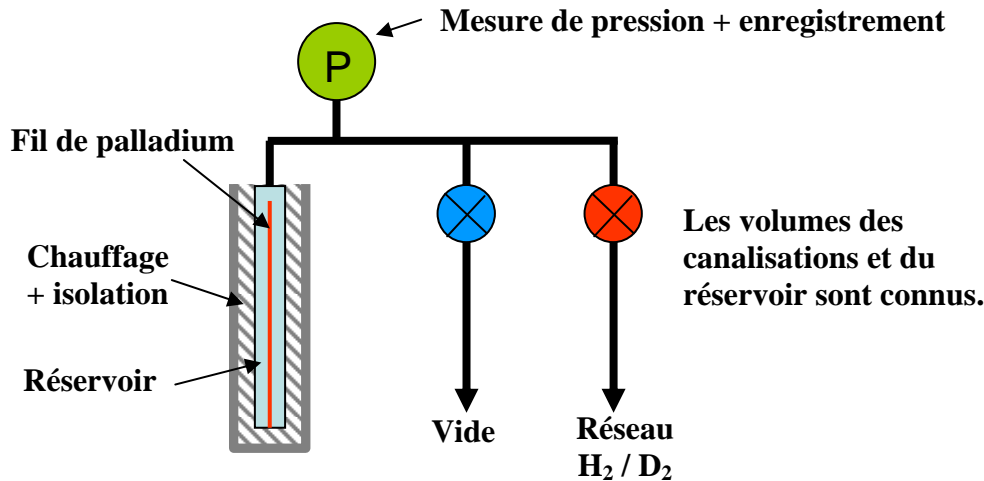 Mesure de pression + enregistrement
P
Fil de palladium
Chauffage
+ isolation
Réservoir
Les volumes des
canalisations et du
réservoir sont connus.
Vide
Réseau
H₂ / D₂